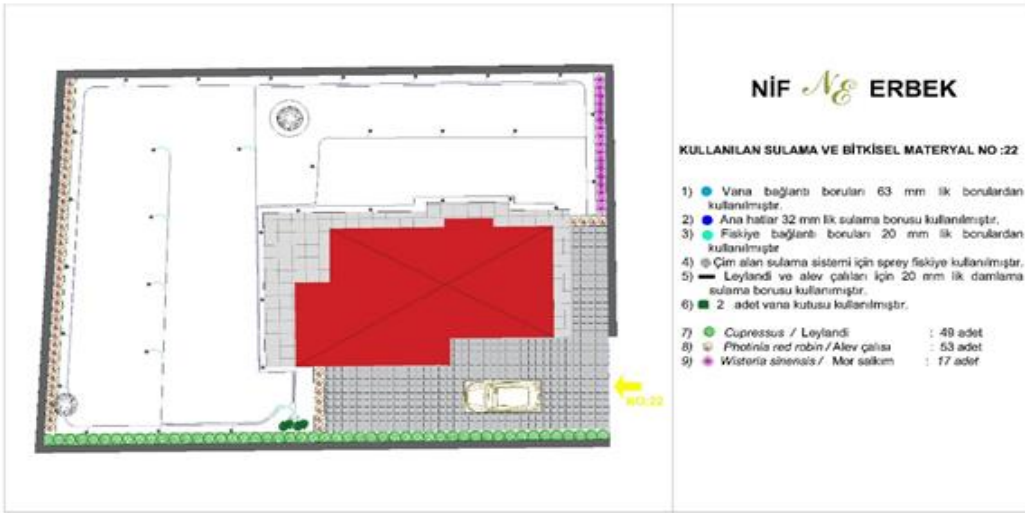 NİF NE ERBEK
KULLANILAN SULAMA VE BİTKİSEL MATERYAL NO :22
1) Vana bağlantı boruları 63 mm lik borulardan
kullanılmıştır.
2) Ana hatlar 32 mm lik sulama borusu kullanılmıştır.
3) Fiskiye bağlantı boruları 20 mm lik borulardan
kullanılmıştır
4) Çim alan sulama sistemi için sprey fiskiye kullanılmıştır.
5) Leylandi ve alev çalıları için 20 mm lik damlama
sulama borusu kullanımıştır.
6) 2 adet vana kutusu kullanılmıştır.
7) Cupressus / Leylandi : 49 adet
8) Photinia red robin / Alev çalısı : 53 adet
9) Wisteria sinensis / Mor salkım : 17 adet
NO:22